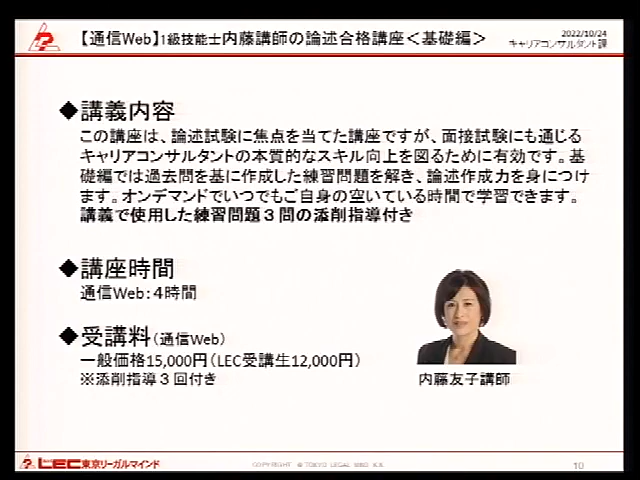 【通信Web】1級技能士内藤講師の論述合格講座＜基礎編＞
2022/10/24
キャリアコンサルタント課
◆講義内容
この講座は、論述試験に焦点を当てた講座ですが、面接試験にも通じる
キャリアコンサルタントの本質的なスキル向上を図るために有効です。基
礎編では過去問を基に作成した練習問題を解き、論述作成力を身につけ
ます。オンデマンドでいつでもご自身の空いている時間で学習できます。
講義で使用した練習問題３問の添削指導付き
◆講座時間
通信Web：４時間
◆受講料（通信Web）
一般価格15,000円（LEC受講生12,000円）
※添削指導３回付き
内藤友子講師
LEC東京リーガルマインド
COPYRIGHT © TOKYO LEGAL MIND K.K.
10